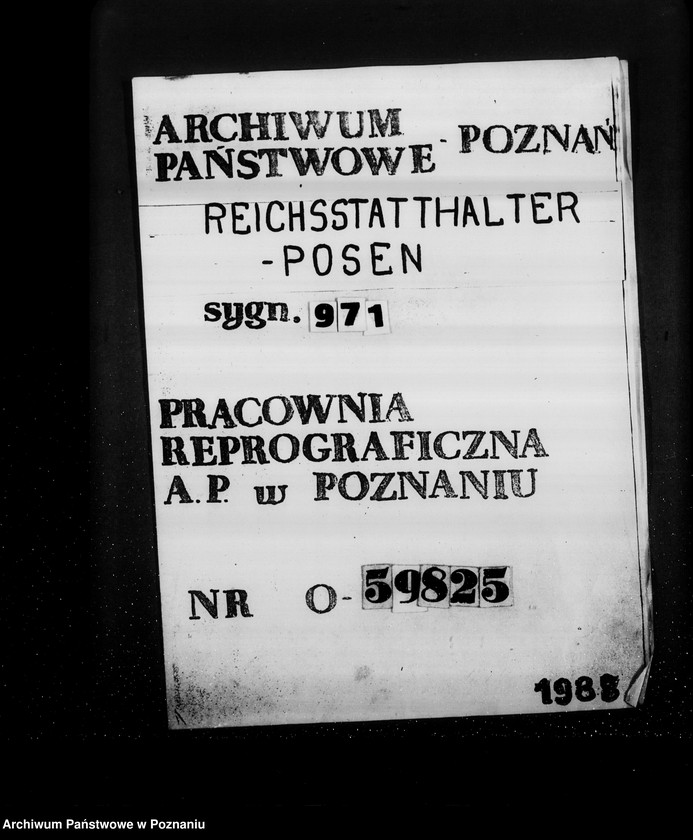 ARCHIWUM
PAŃSTWOWE - POZNAŃ
REICHSSTATTHALTER
-POSEN
sygn. 971
PRACOWNIA
REPROGRAFICZNA
A.P. w POZNANIU
NR O-59825
1988
Archiwum Państwowe w Poznaniu